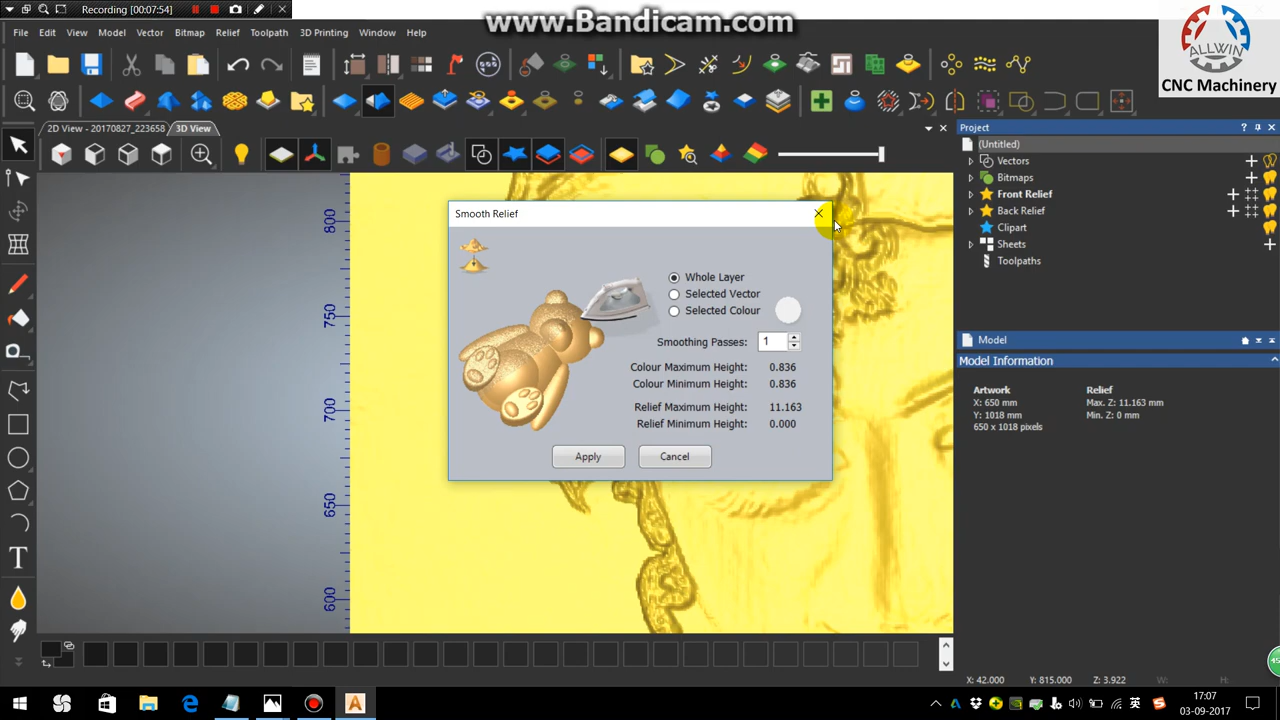 Recording [00:07:54]
www.Bandicam.com
ALLWIN
CNC Machinery
File Edit View Model Vector Bitmap Relief Toolpath 3D Printing Window Help
2D View - 20170827_223658 3D View
Project
(Untitled)
Vectors
Bitmaps
Front Relief
Back Relief
Clipart
Sheets
Toolpaths
Smooth Relief
Whole Layer
Selected Vector
Selected Colour
Smoothing Passes: 1
Colour Maximum Height: 0.836
Colour Minimum Height: 0.836
Relief Maximum Height: 11.163
Relief Minimum Height: 0.000
Apply Cancel
800
750
700
650
600
Model
Model Information
Artwork Relief
X: 650 mm Max. Z: 11.163 mm
Y: 1018 mm Min. Z: 0 mm
650 x 1018 pixels
X: 42.000 Y: 815.000 Z: 3.922 W: H:
45
英
17:07
03-09-2017